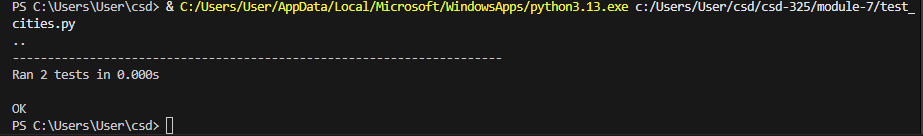 PS C:\Users\User\csd> & C:/Users/User/AppData/Local/Microsoft/WindowsApps/python3.13.exe c:/Users/User/csd/csd-325/module-7/test_
cities.py
..
----------------------------------------------------------------------
Ran 2 tests in 0.000s
OK
PS C:\Users\User\csd>